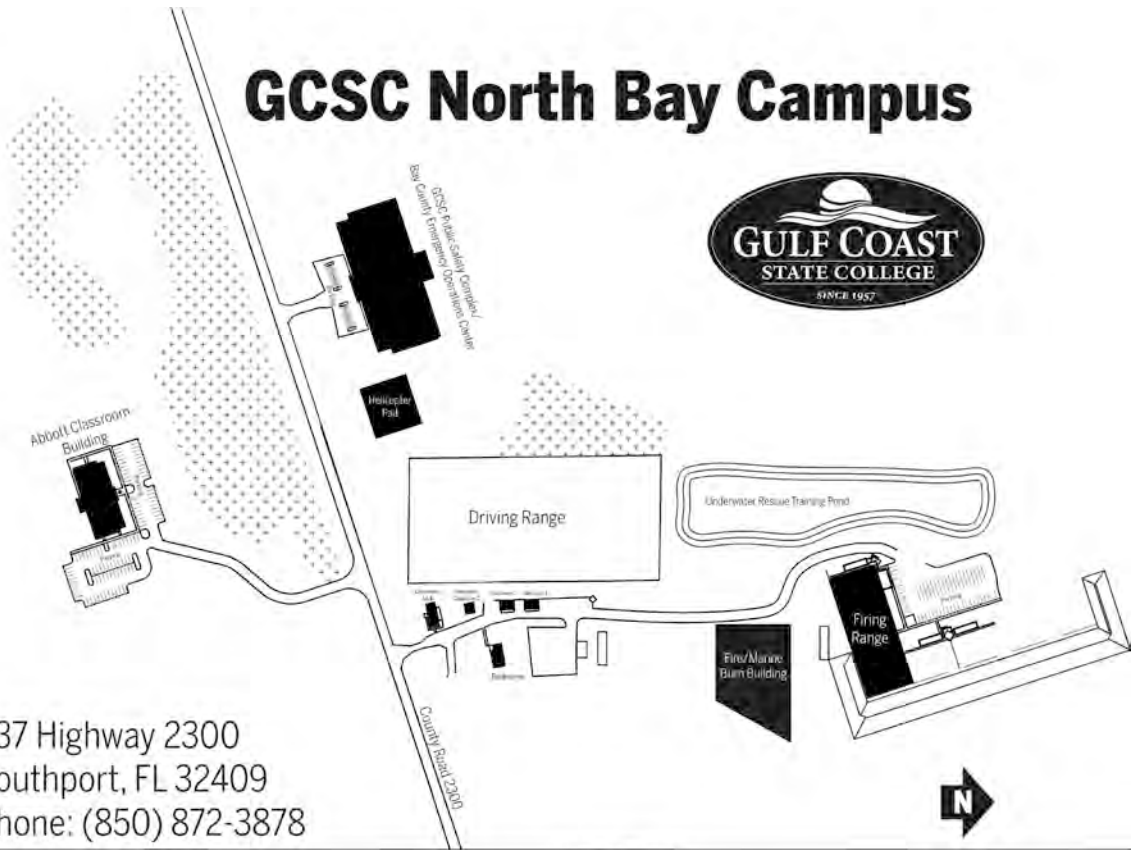 GCSC North Bay Campus
GULF COAST
STATE COLLEGE
SINCE 1957
GCSC Public Safety Complex/
Bay County Emergency Operations Center
Helicopter
Pad
Abbott Classroom
Building
Parking
Driving Range
Underwater Rescue Training Pond
Firing
Range
Parking
Fire/Marine
Burn Building
County Road 2300
37 Highway 2300
outhport, FL 32409
hone: (850) 872-3878
N